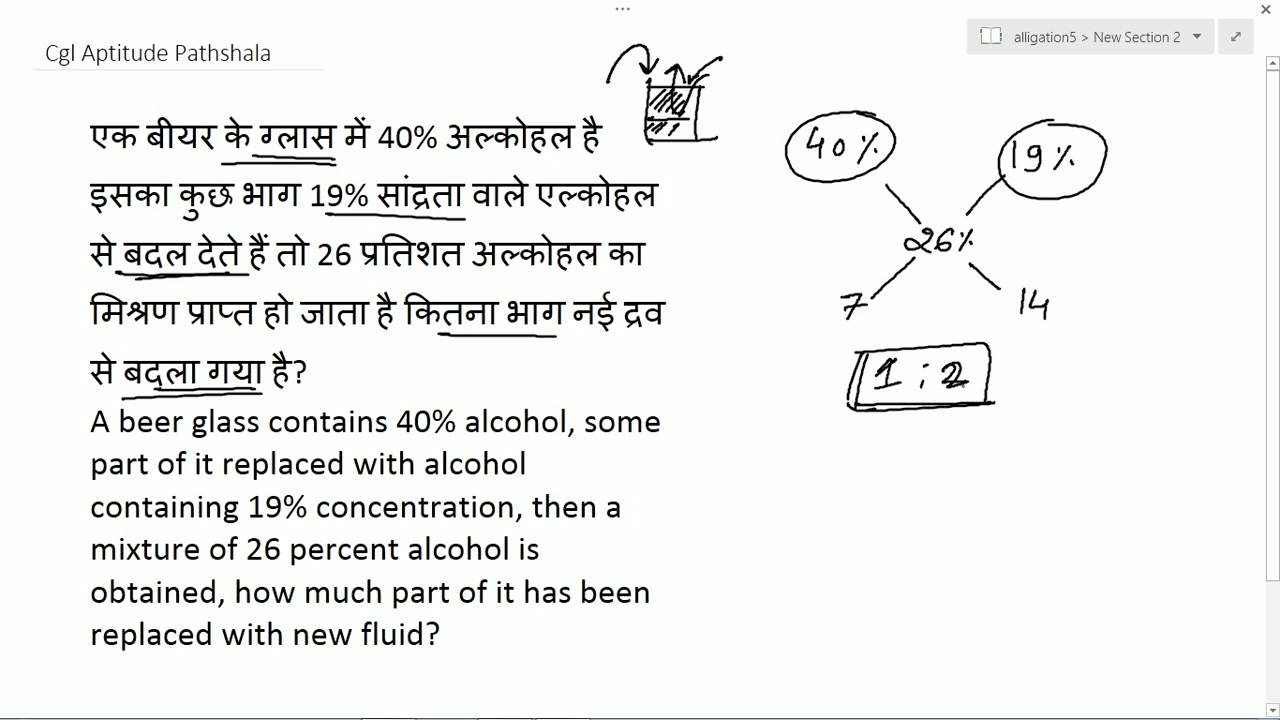 Cgl Aptitude Pathshala
alligation5 > New Section 2
एक बीयर के ग्लास में 40% अल्कोहल है
इसका कुछ भाग 19% सांद्रता वाले एल्कोहल
से बदल देते हैं तो 26 प्रतिशत अल्कोहल का
मिश्रण प्राप्त हो जाता है कितना भाग नई द्रव
से बदला गया है?
A beer glass contains 40% alcohol, some
part of it replaced with alcohol
containing 19% concentration, then a
mixture of 26 percent alcohol is
obtained, how much part of it has been
replaced with new fluid?
40% 19%
26%
7 14
1 : 2